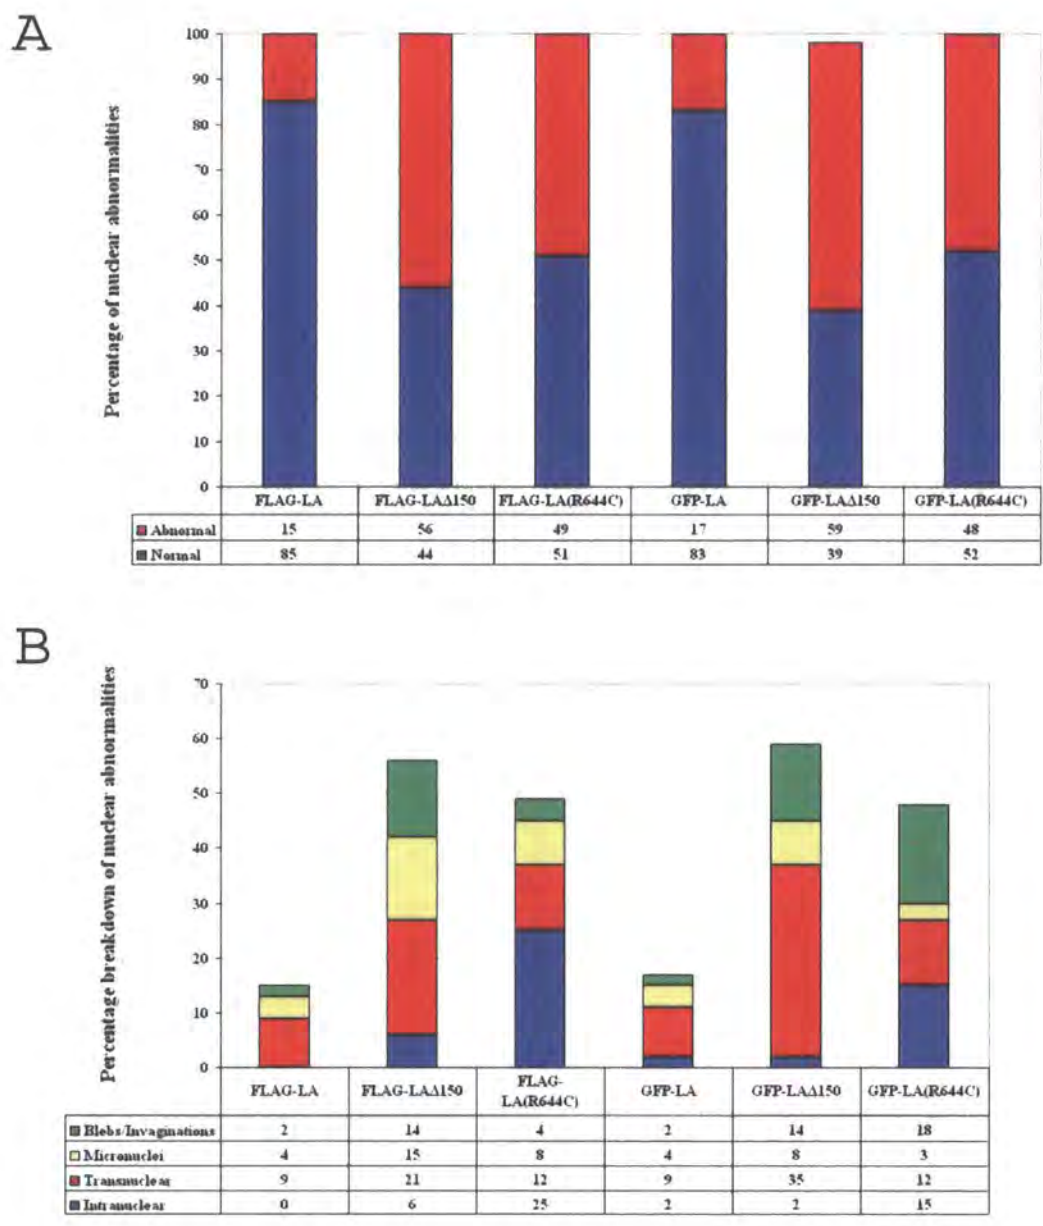 A
Percentage of nuclear abnormalities
100
90
80
70
60
50
40
30
20
10
0
FLAG-LA FLAG-LAΔ150 FLAG-LA(R644C) GFP-LA GFP-LAΔ150 GFP-LA(R644C)
Abnormal 15 56 49 17 59 48
Normal 85 44 51 83 39 52
B
Percentage breakdown of nuclear abnormalities
70
60
50
40
30
20
10
0
FLAG-LA FLAG-LAΔ150 FLAG-LA(R644C) GFP-LA GFP-LAΔ150 GFP-LA(R644C)
Blebs/Invaginations 2 14 4 2 14 18
Micronuclei 4 15 8 4 8 3
Transnuclear 9 21 12 9 35 12
Intranuclear 0 6 25 2 2 15